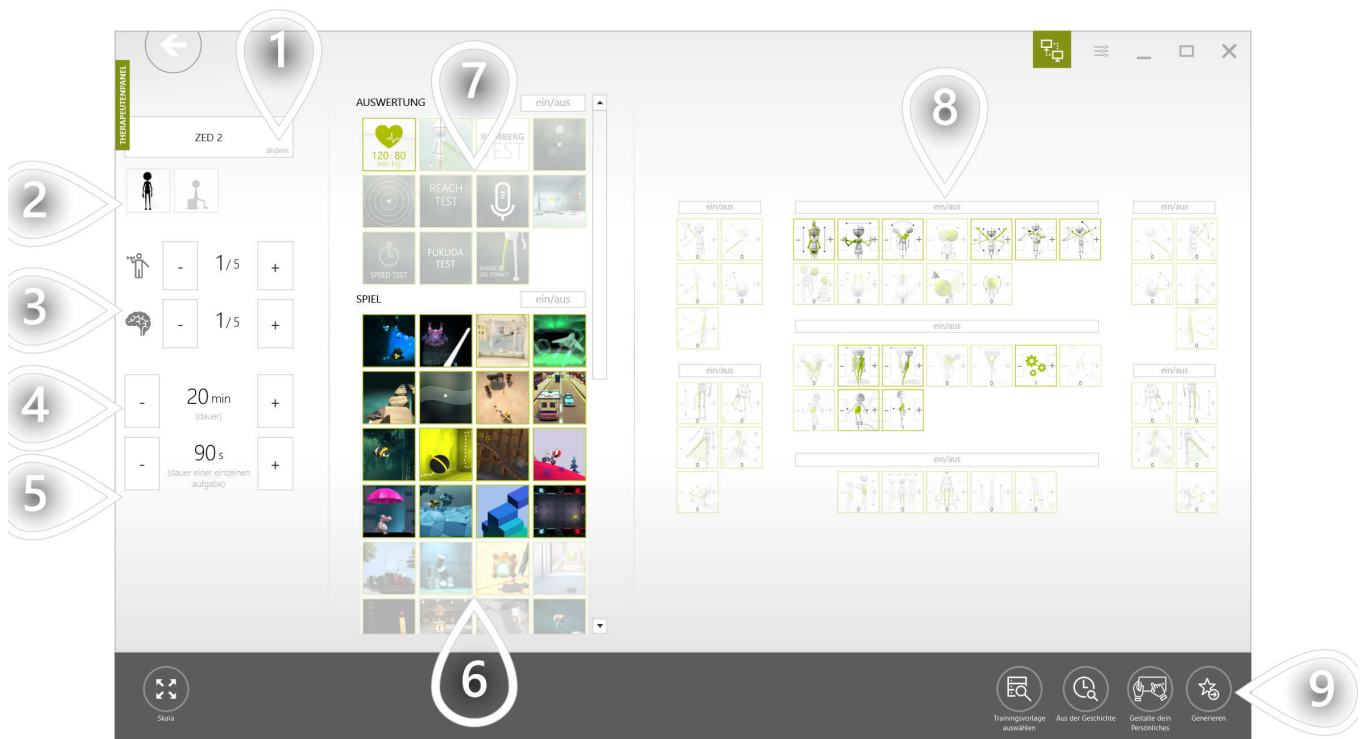 1
7
8
THERAPEUTENPANEL
ZED 2
ändern
AUSWERTUNG
ein/aus
120 80
mm Hg
TEST
REACH
TEST
SPEED TEST
FUKUDA
TEST
SINGLE
LEG STANCE
2
- 1/5 +
3
- 1/5 +
4
- 20 min +
(dauer)
5
- 90 s +
(dauer einer einzelnen
aufgabe)
SPIEL
ein/aus
6
ein/aus
ein/aus
ein/aus
ein/aus
ein/aus
ein/aus
ein/aus
Skala
Trainingsvorlage
auswählen
Aus der Geschichte
Gestalte dein
Persönliches
Generieren
9